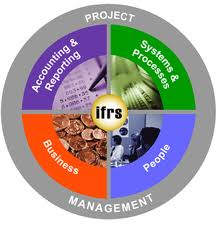 PROJECT
Accounting &
Reporting
Systems &
Processes
ifrs
Business
People
MANAGEMENT